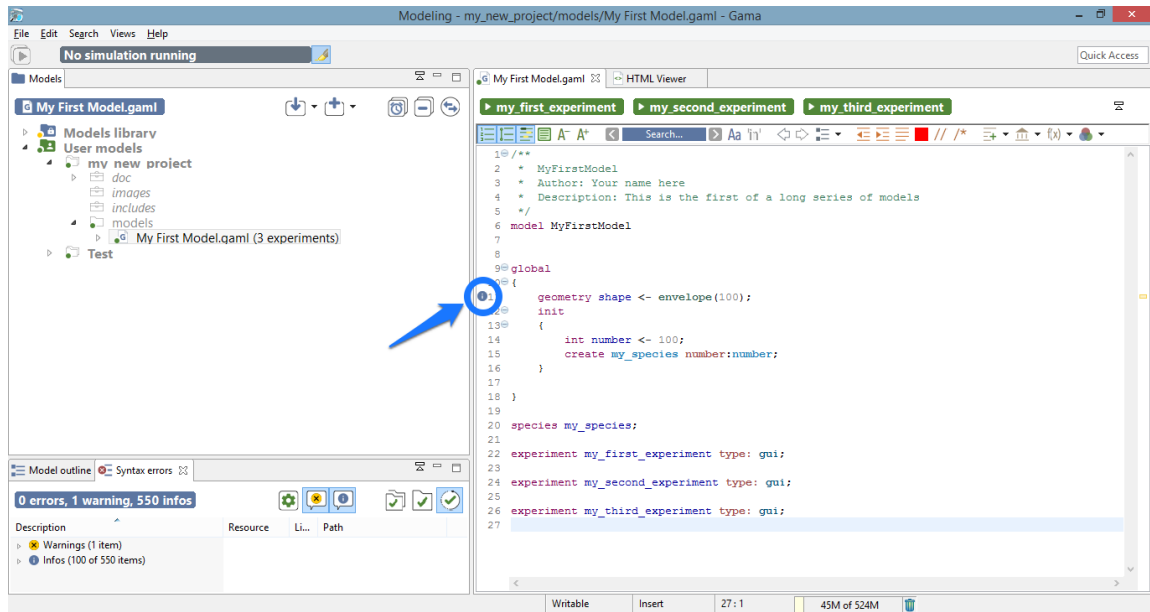 Modeling - my_new_project/models/My First Model.gaml - Gama
File Edit Search Views Help
No simulation running
Quick Access
Models
My First Model.gaml
Models library
User models
my new project
doc
images
includes
models
My First Model.gaml (3 experiments)
Test
My First Model.gaml
HTML Viewer
my_first_experiment
my_second_experiment
my_third_experiment
A- A+ Search... Aa 'in' // /* f(x)
1 /**
2 * MyFirstModel
3 * Author: Your name here
4 * Description: This is the first of a long series of models
5 */
6 model MyFirstModel
7
8
9 global
10 {
geometry shape <- envelope(100);
12 init
13 {
14 int number <- 100;
15 create my_species number:number;
16 }
17
18 }
19
20 species my_species;
21
22 experiment my_first_experiment type: gui;
23
24 experiment my_second_experiment type: gui;
25
26 experiment my_third_experiment type: gui;
27
Model outline
Syntax errors
0 errors, 1 warning, 550 infos
Description Resource Li... Path
Warnings (1 item)
Infos (100 of 550 items)
Writable Insert 27 : 1 45M of 524M